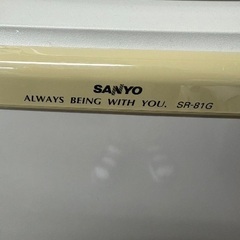 SANYO
ALWAYS BEING WITH YOU. SR-81G